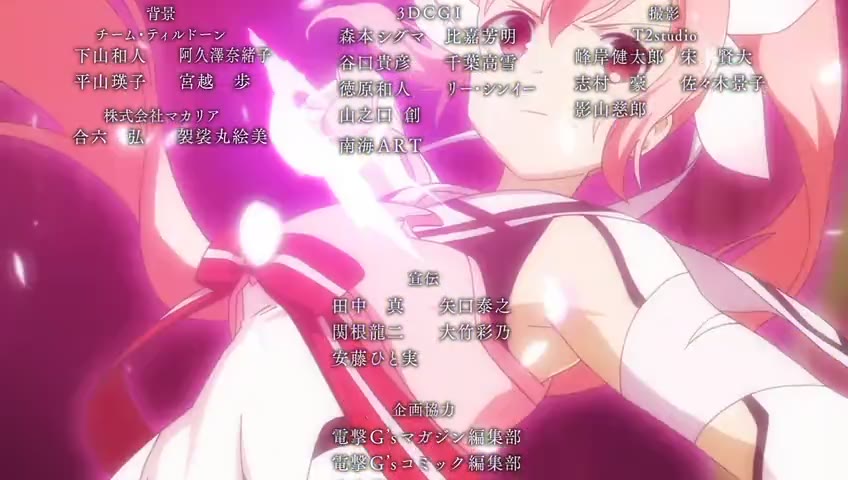 背景
チーム・ティルドーン
下山和人　阿久澤奈緒子
平山瑛子　宮越　歩
株式会社マカリア
合六　弘　袈裟丸絵美
3DCGI
森本シグマ　比嘉芳明
谷口貴彦　千葉高雪
徳原和人　リー・シンイー
山之口 創
南海ART
撮影
T2studio
峰岸健太郎　朱　賢天
志村　豪　佐々木景子
影山慈郎
宣伝
田中　真　矢口泰之
関根龍二　大竹彩乃
安藤ひと実
企画協力
電撃G'sマガジン編集部
電撃G'sコミック編集部